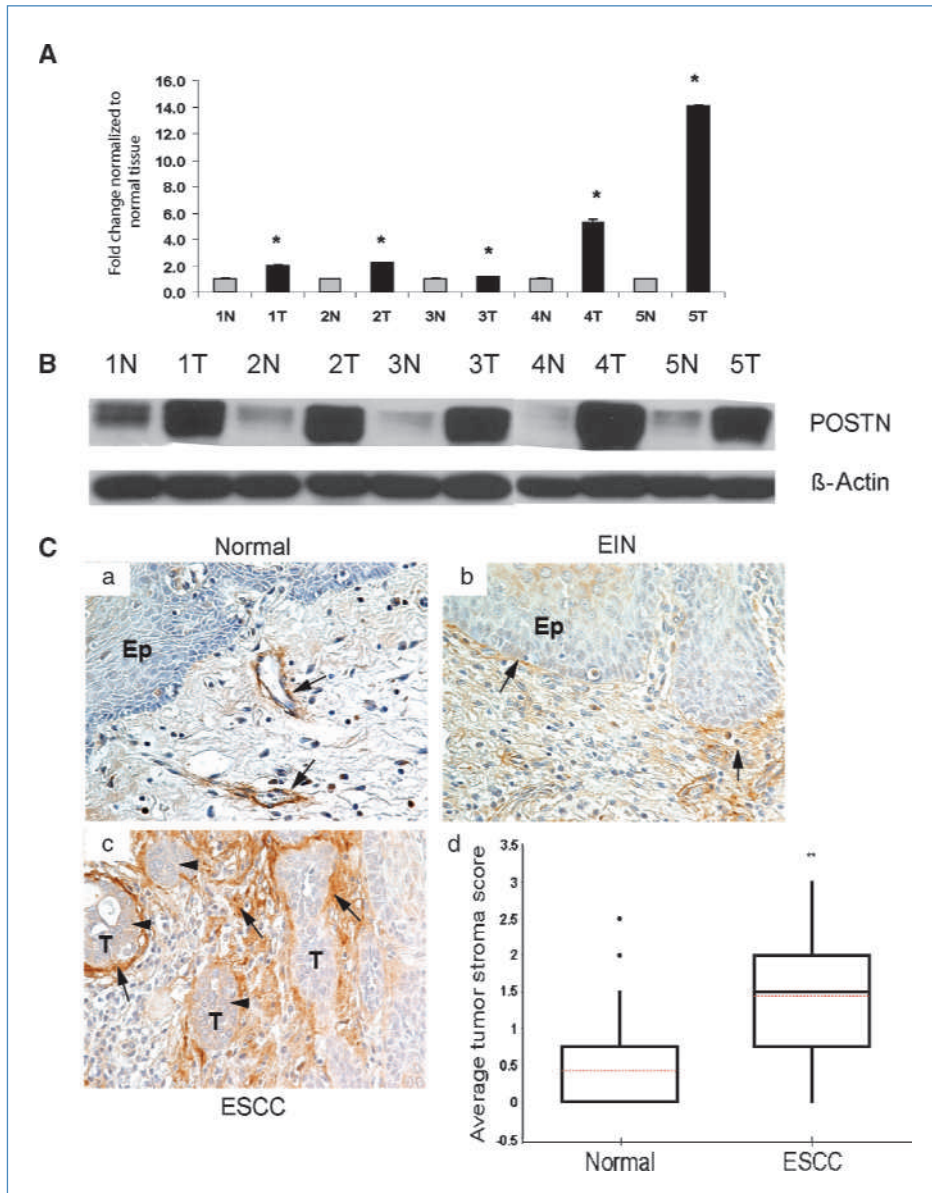 A
Fold change normalized to
normal tissue
16.0
14.0
12.0
10.0
8.0
6.0
4.0
2.0
0.0
* * * * *
1N 1T 2N 2T 3N 3T 4N 4T 5N 5T
B
1N 1T 2N 2T 3N 3T 4N 4T 5N 5T
POSTN
ß-Actin
C
Normal
EIN
a
Ep
b
Ep
c
T
T
T
ESCC
d
Average tumor stroma score
3.5
3
2.5
2
1.5
1
0.5
0
-0.5
**
Normal ESCC